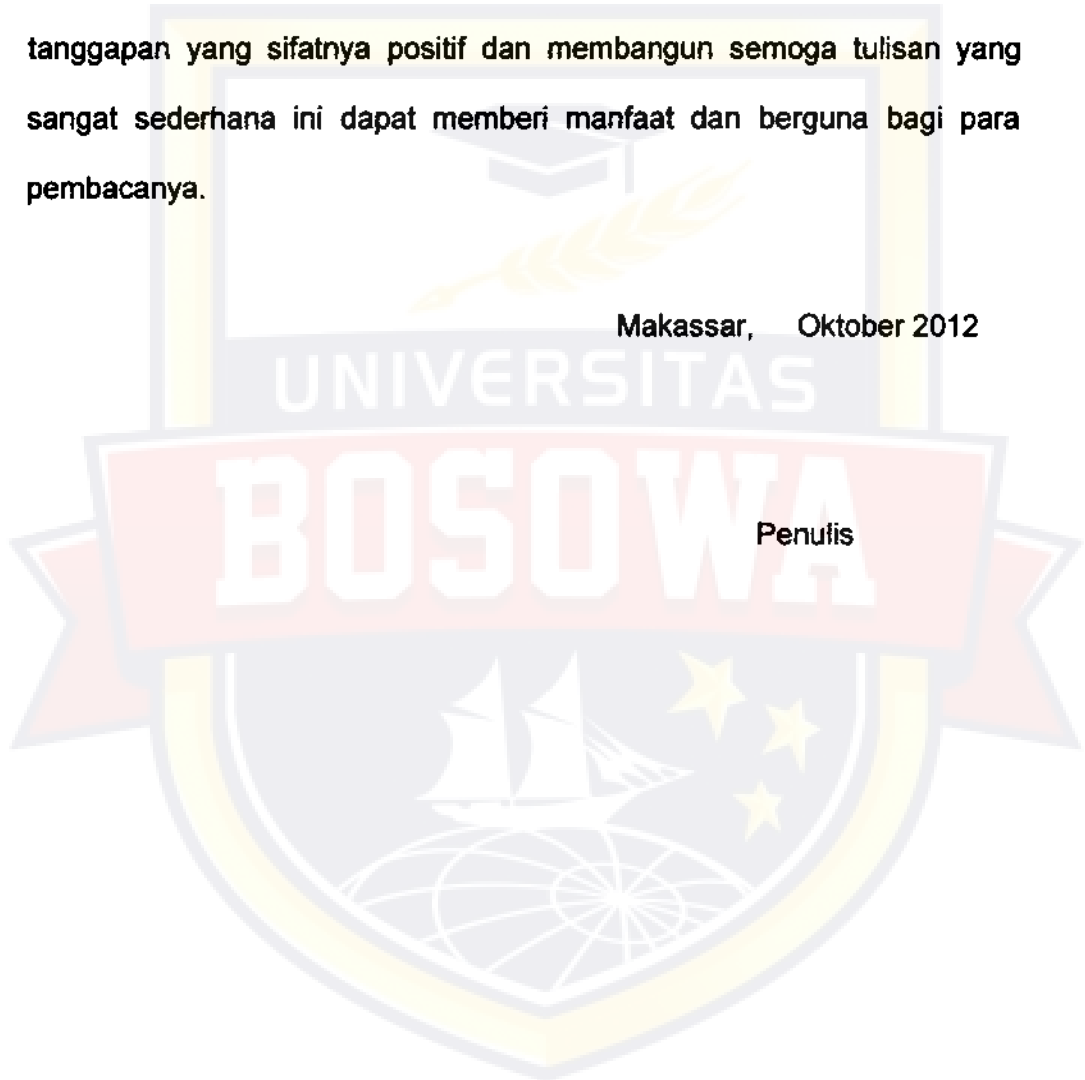 tanggapan yang sifatnya positif dan membangun semoga tulisan yang
sangat sederhana ini dapat memberi manfaat dan berguna bagi para
pembacanya.
Makassar, Oktober 2012
UNIVERSITAS
BOSOWA
Penulis